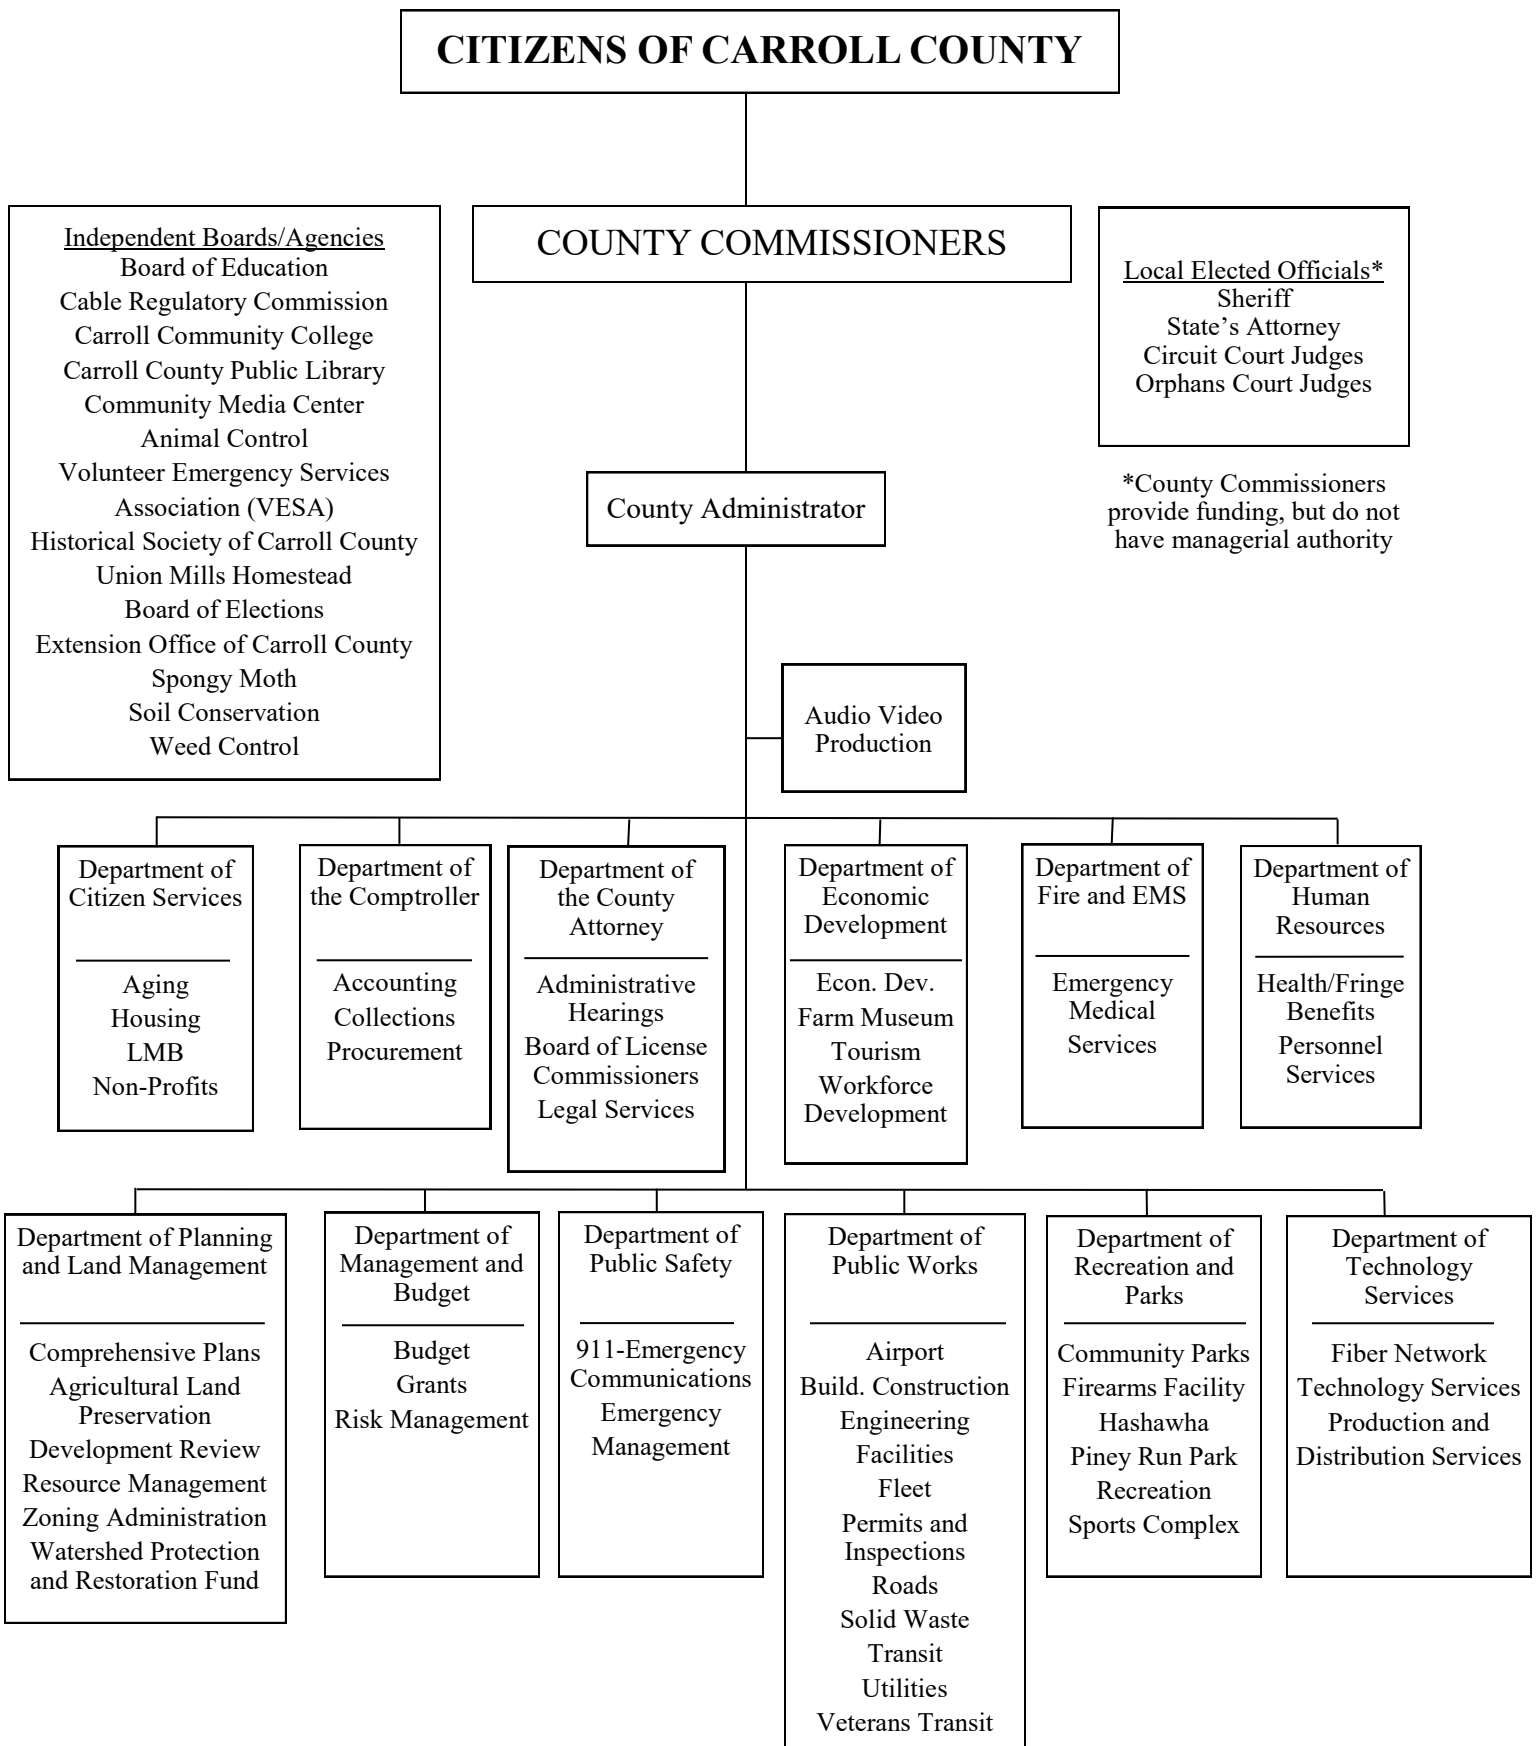 CITIZENS OF CARROLL COUNTY
Independent Boards/Agencies
Board of Education
Cable Regulatory Commission
Carroll Community College
Carroll County Public Library
Community Media Center
Animal Control
Volunteer Emergency Services
Association (VESA)
Historical Society of Carroll County
Union Mills Homestead
Board of Elections
Extension Office of Carroll County
Spongy Moth
Soil Conservation
Weed Control
COUNTY COMMISSIONERS
Local Elected Officials*
Sheriff
State’s Attorney
Circuit Court Judges
Orphans Court Judges
*County Commissioners
provide funding, but do not
have managerial authority
County Administrator
Audio Video
Production
Department of
Citizen Services
Aging
Housing
LMB
Non-Profits
Department of
the Comptroller
Accounting
Collections
Procurement
Department of
the County
Attorney
Administrative
Hearings
Board of License
Commissioners
Legal Services
Department of
Economic
Development
Econ. Dev.
Farm Museum
Tourism
Workforce
Development
Department of
Fire and EMS
Emergency
Medical
Services
Department of
Human
Resources
Health/Fringe
Benefits
Personnel
Services
Department of Planning
and Land Management
Comprehensive Plans
Agricultural Land
Preservation
Development Review
Resource Management
Zoning Administration
Watershed Protection
and Restoration Fund
Department of
Management and
Budget
Budget
Grants
Risk Management
Department of
Public Safety
911-Emergency
Communications
Emergency
Management
Department of
Public Works
Airport
Build. Construction
Engineering
Facilities
Fleet
Permits and
Inspections
Roads
Solid Waste
Transit
Utilities
Veterans Transit
Department of
Recreation and
Parks
Community Parks
Firearms Facility
Hashawha
Piney Run Park
Recreation
Sports Complex
Department of
Technology
Services
Fiber Network
Technology Services
Production and
Distribution Services